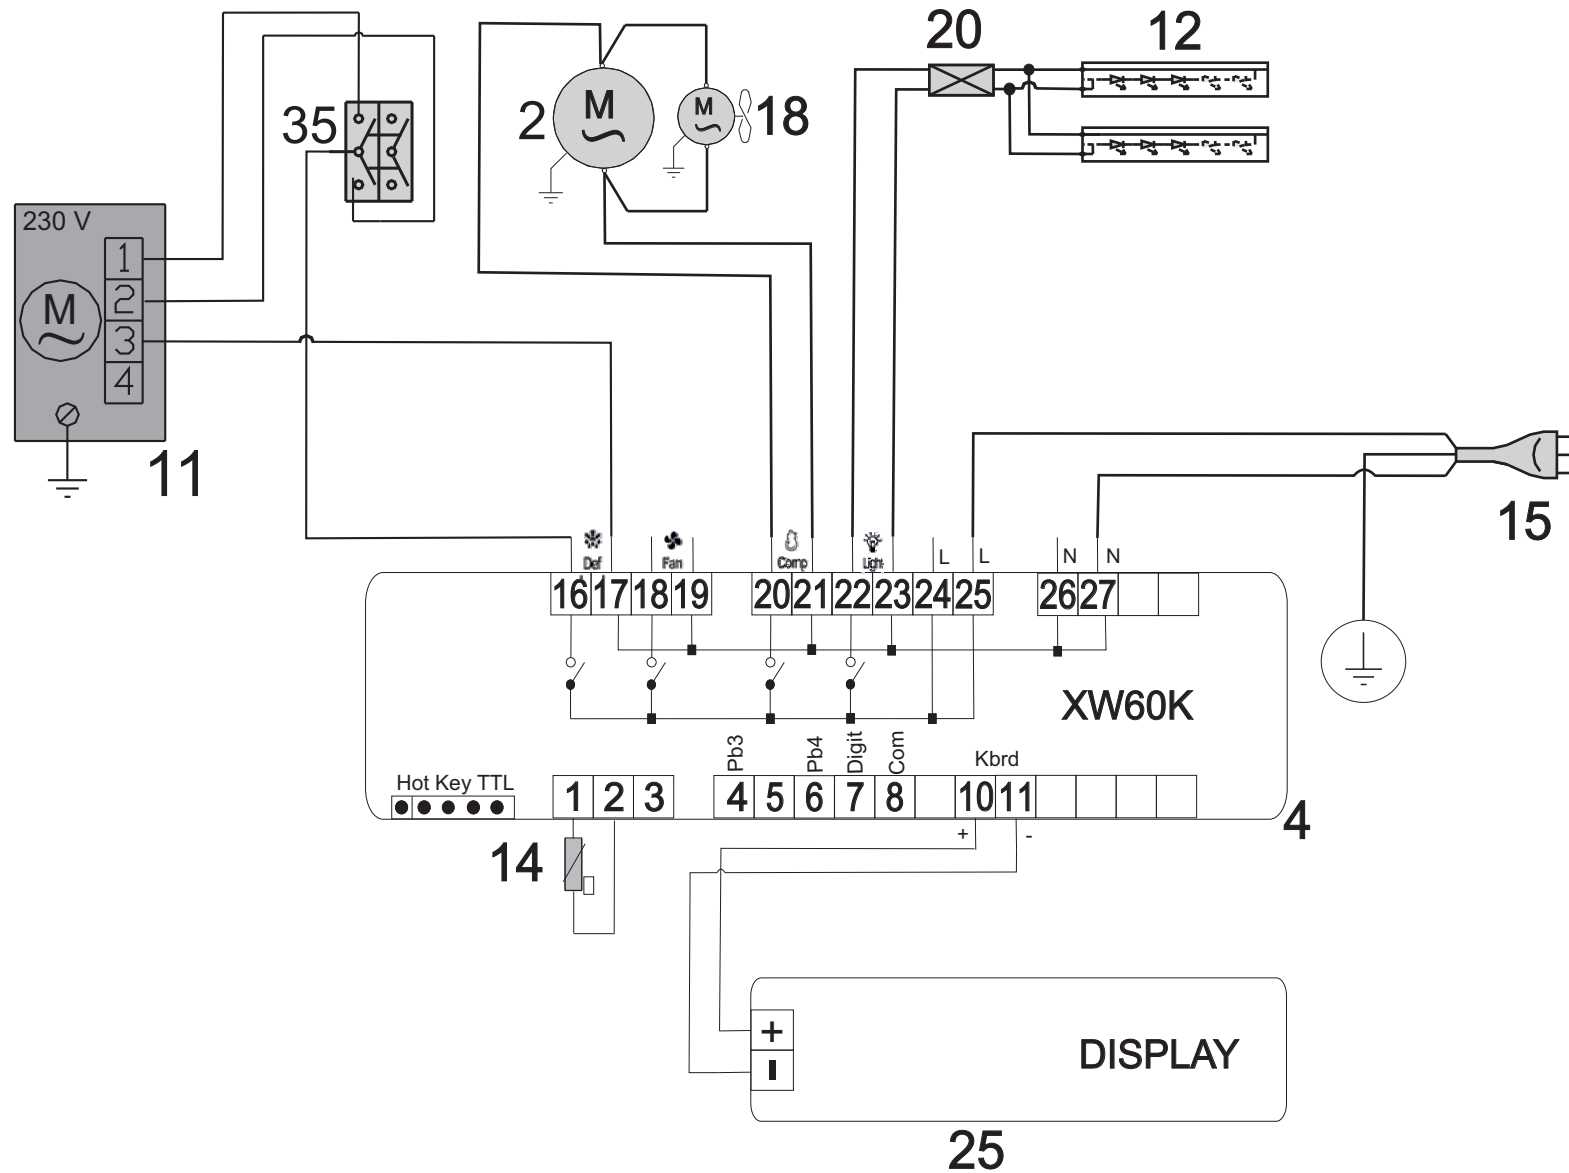 20
12
35
2
M
M
18
230 V
1
2
3
4
M
11
15
Def
Fan
Comp
Light
L
L
N
N
16 17 18 19
20 21 22 23 24 25
26 27
XW60K
Pb3
Pb4
Digit
Com
Kbrd
Hot Key TTL
1 2 3
4 5 6 7 8 10 11
4
+
-
14
+
-
DISPLAY
25